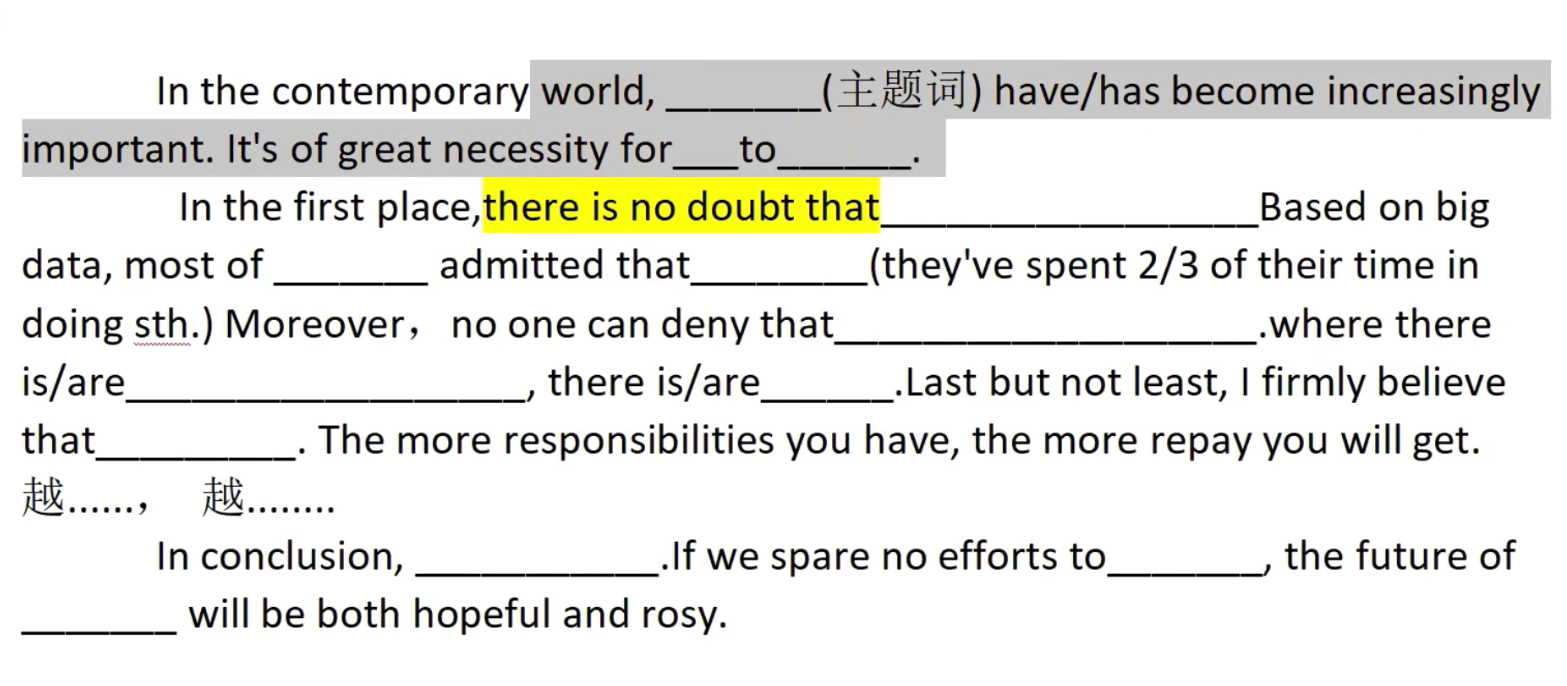 In the contemporary world, _______(主题词) have/has become increasingly
important. It's of great necessity for___to______.
In the first place,there is no doubt that_________________Based on big
data, most of _______ admitted that________(they've spent 2/3 of their time in
doing sth.) Moreover， no one can deny that___________________.where there
is/are__________________, there is/are______.Last but not least, I firmly believe
that_________. The more responsibilities you have, the more repay you will get.
越......， 越........
In conclusion, ___________.If we spare no efforts to_______, the future of
_______ will be both hopeful and rosy.